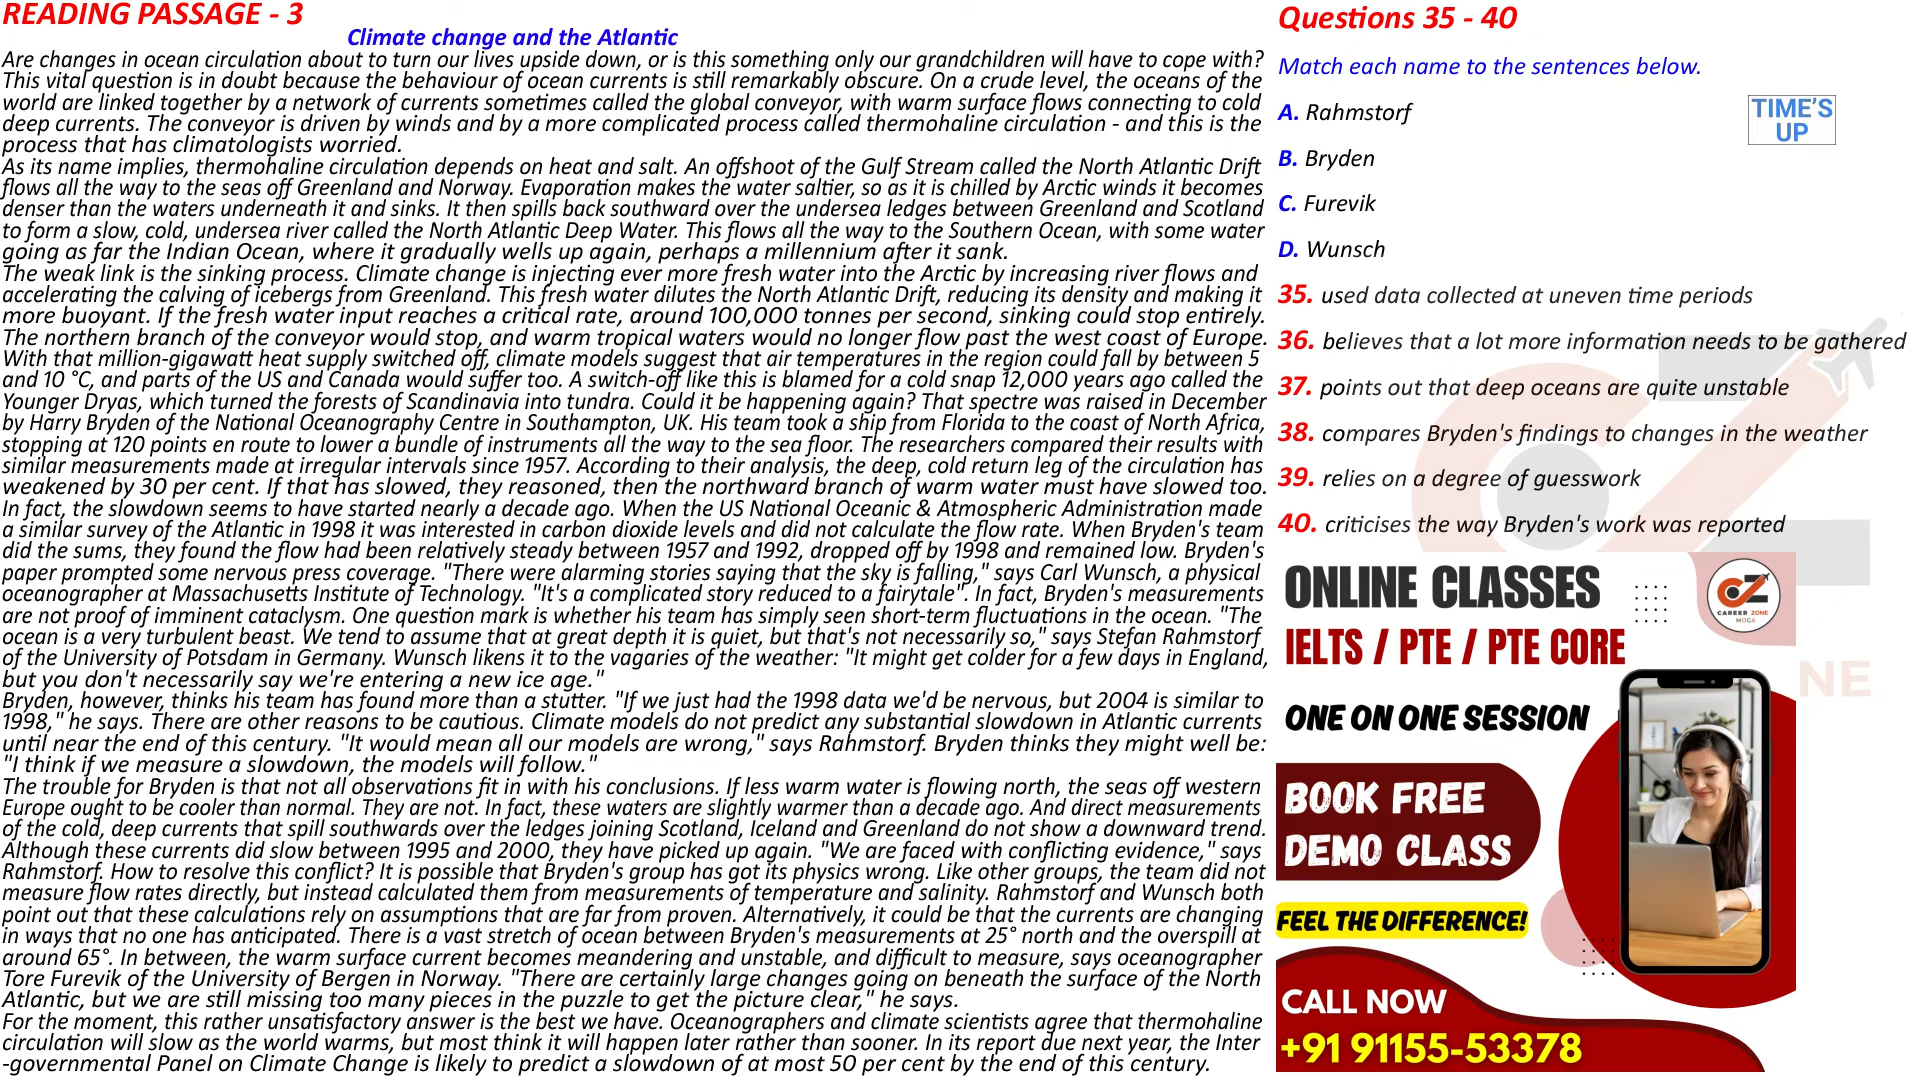 READING PASSAGE - 3
Climate change and the Atlantic
Are changes in ocean circulation about to turn our lives upside down, or is this something only our grandchildren will have to cope with?
This vital question is in doubt because the behaviour of ocean currents is still remarkably obscure. On a crude level, the oceans of the
world are linked together by a network of currents sometimes called the global conveyor, with warm surface flows connecting to cold
deep currents. The conveyor is driven by winds and by a more complicated process called thermohaline circulation - and this is the
process that has climatologists worried.
As its name implies, thermohaline circulation depends on heat and salt. An offshoot of the Gulf Stream called the North Atlantic Drift
flows all the way to the seas off Greenland and Norway. Evaporation makes the water saltier, so as it is chilled by Arctic winds it becomes
denser than the waters underneath it and sinks. It then spills back southward over the undersea ledges between Greenland and Scotland
to form a slow, cold, undersea river called the North Atlantic Deep Water. This flows all the way to the Southern Ocean, with some water
going as far the Indian Ocean, where it gradually wells up again, perhaps a millennium after it sank.
The weak link is the sinking process. Climate change is injecting ever more fresh water into the Arctic by increasing river flows and
accelerating the calving of icebergs from Greenland. This fresh water dilutes the North Atlantic Drift, reducing its density and making it
more buoyant. If the fresh water input reaches a critical rate, around 100,000 tonnes per second, sinking could stop entirely.
The northern branch of the conveyor would stop, and warm tropical waters would no longer flow past the west coast of Europe.
With that million-gigawatt heat supply switched off, climate models suggest that air temperatures in the region could fall by between 5
and 10 °C, and parts of the US and Canada would suffer too. A switch-off like this is blamed for a cold snap 12,000 years ago called the
Younger Dryas, which turned the forests of Scandinavia into tundra. Could it be happening again? That spectre was raised in December
by Harry Bryden of the National Oceanography Centre in Southampton, UK. His team took a ship from Florida to the coast of North Africa,
stopping at 120 points en route to lower a bundle of instruments all the way to the sea floor. The researchers compared their results with
similar measurements made at irregular intervals since 1957. According to their analysis, the deep, cold return leg of the circulation has
weakened by 30 per cent. If that has slowed, they reasoned, then the northward branch of warm water must have slowed too.
In fact, the slowdown seems to have started nearly a decade ago. When the US National Oceanic & Atmospheric Administration made
a similar survey of the Atlantic in 1998 it was interested in carbon dioxide levels and did not calculate the flow rate. When Bryden's team
did the sums, they found the flow had been relatively steady between 1957 and 1992, dropped off by 1998 and remained low. Bryden's
paper prompted some nervous press coverage. "There were alarming stories saying that the sky is falling," says Carl Wunsch, a physical
oceanographer at Massachusetts Institute of Technology. "It's a complicated story reduced to a fairytale". In fact, Bryden's measurements
are not proof of imminent cataclysm. One question mark is whether his team has simply seen short-term fluctuations in the ocean. "The
ocean is a very turbulent beast. We tend to assume that at great depth it is quiet, but that's not necessarily so," says Stefan Rahmstorf
of the University of Potsdam in Germany. Wunsch likens it to the vagaries of the weather: "It might get colder for a few days in England,
but you don't necessarily say we're entering a new ice age."
Bryden, however, thinks his team has found more than a stutter. "If we just had the 1998 data we'd be nervous, but 2004 is similar to
1998," he says. There are other reasons to be cautious. Climate models do not predict any substantial slowdown in Atlantic currents
until near the end of this century. "It would mean all our models are wrong," says Rahmstorf. Bryden thinks they might well be:
"I think if we measure a slowdown, the models will follow."
The trouble for Bryden is that not all observations fit in with his conclusions. If less warm water is flowing north, the seas off western
Europe ought to be cooler than normal. They are not. In fact, these waters are slightly warmer than a decade ago. And direct measurements
of the cold, deep currents that spill southwards over the ledges joining Scotland, Iceland and Greenland do not show a downward trend.
Although these currents did slow between 1995 and 2000, they have picked up again. "We are faced with conflicting evidence," says
Rahmstorf. How to resolve this conflict? It is possible that Bryden's group has got its physics wrong. Like other groups, the team did not
measure flow rates directly, but instead calculated them from measurements of temperature and salinity. Rahmstorf and Wunsch both
point out that these calculations rely on assumptions that are far from proven. Alternatively, it could be that the currents are changing
in ways that no one has anticipated. There is a vast stretch of ocean between Bryden's measurements at 25° north and the overspill at
around 65°. In between, the warm surface current becomes meandering and unstable, and difficult to measure, says oceanographer
Tore Furevik of the University of Bergen in Norway. "There are certainly large changes going on beneath the surface of the North
Atlantic, but we are still missing too many pieces in the puzzle to get the picture clear," he says.
For the moment, this rather unsatisfactory answer is the best we have. Oceanographers and climate scientists agree that thermohaline
circulation will slow as the world warms, but most think it will happen later rather than sooner. In its report due next year, the Inter
-governmental Panel on Climate Change is likely to predict a slowdown of at most 50 per cent by the end of this century.
Questions 35 - 40
Match each name to the sentences below.
A. Rahmstorf
TIME'S
UP
B. Bryden
C. Furevik
D. Wunsch
35. used data collected at uneven time periods
36. believes that a lot more information needs to be gathered
37. points out that deep oceans are quite unstable
38. compares Bryden's findings to changes in the weather
39. relies on a degree of guesswork
40. criticises the way Bryden's work was reported
ONLINE CLASSES
CAREER ZONE
MOGA
IELTS / PTE / PTE CORE
NE
ONE ON ONE SESSION
BOOK FREE
DEMO CLASS
FEEL THE DIFFERENCE!
CALL NOW
+91 91155-53378